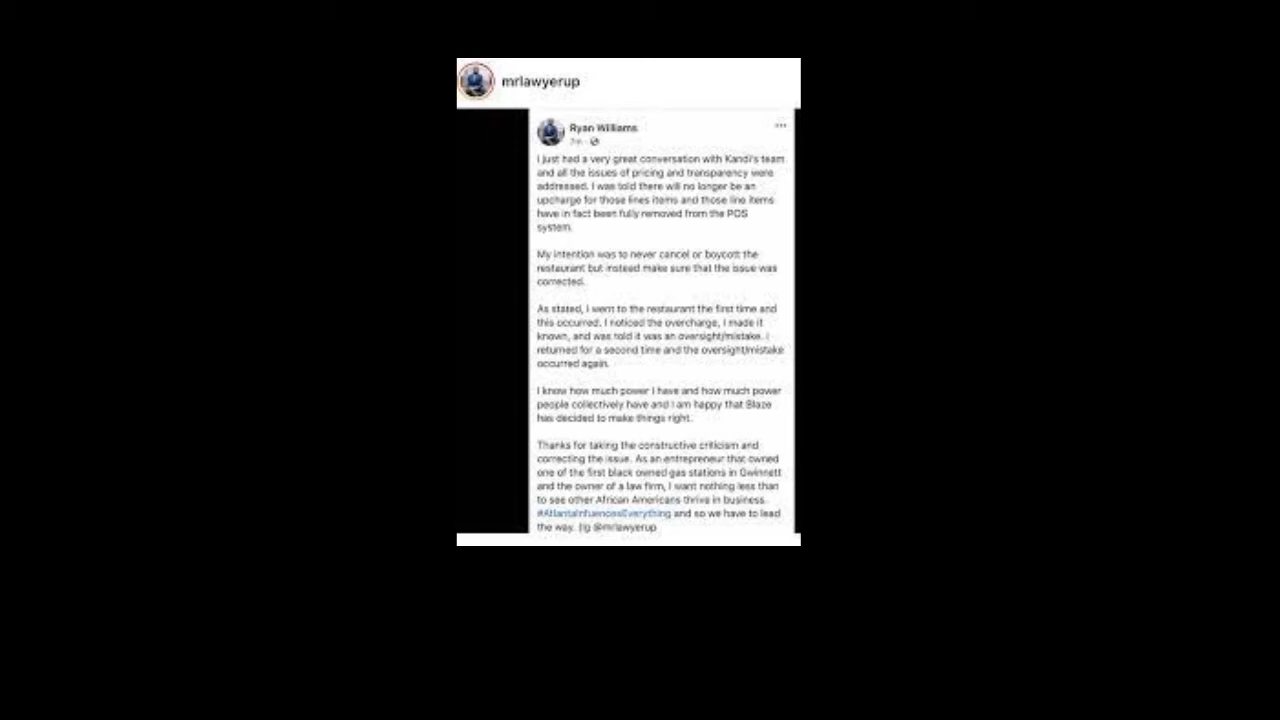 mrlawyerup
Ryan Williams
7m ·
I just had a very great conversation with Kandi's team
and all the issues of pricing and transparency were
addressed. I was told there will no longer be an
upcharge for those lines items and those line items
have in fact been fully removed from the POS
system.
My intention was to never cancel or boycott the
restaurant but instead make sure that the issue was
corrected.
As stated, I went to the restaurant the first time and
this occurred. I noticed the overcharge, I made it
known, and was told it was an oversight/mistake. I
returned for a second time and the oversight/mistake
occurred again.
I know how much power I have and how much power
people collectively have and I am happy that Blaze
has decided to make things right.
Thanks for taking the constructive criticism and
correcting the issue. As an entrepreneur that owned
one of the first black owned gas stations in Gwinnett
and the owner of a law firm, I want nothing less than
to see other African Americans thrive in business.
#AtlantaInfuencesEverything and so we have to lead
the way. (Ig @mrlawyerup